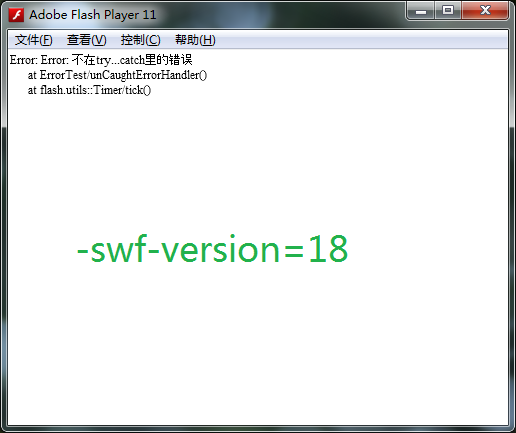 Adobe Flash Player 11
文件(F) 查看(V) 控制(C) 帮助(H)
Error: Error: 不在try...catch里的错误
at ErrorTest/unCaughtErrorHandler()
at flash.utils::Timer/tick()
-swf-version=18